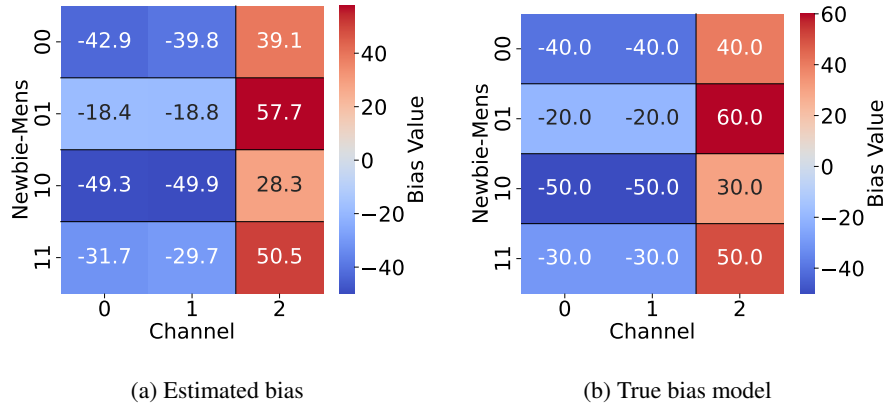 Newbie-Mens
00
-42.9 -39.8 39.1
01
-18.4 -18.8 57.7
10
-49.3 -49.9 28.3
11
-31.7 -29.7 50.5
0 1 2
Channel
40
20
0
−20
−40
Bias Value
(a) Estimated bias
Newbie-Mens
00
-40.0 -40.0 40.0
01
-20.0 -20.0 60.0
10
-50.0 -50.0 30.0
11
-30.0 -30.0 50.0
0 1 2
Channel
60
40
20
0
−20
−40
Bias Value
(b) True bias model